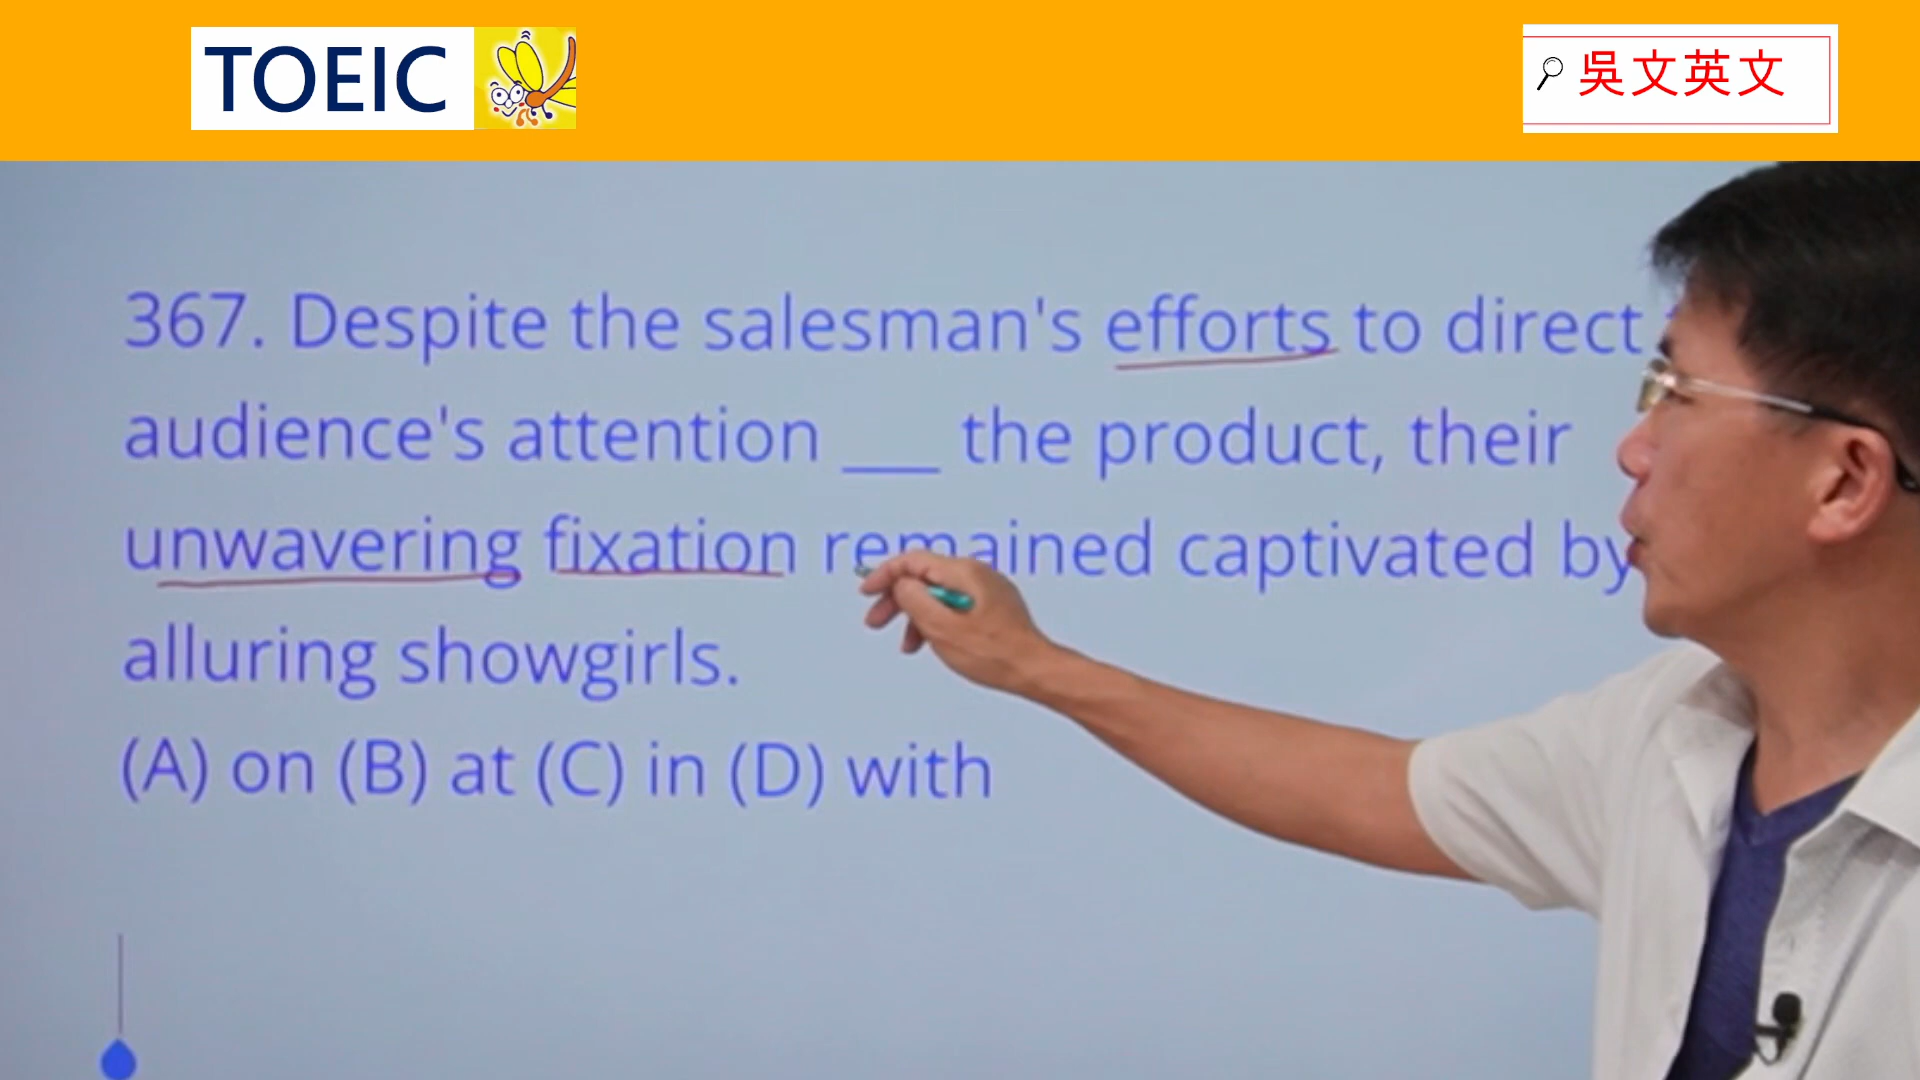 TOEIC
吳文英文
367. Despite the salesman's efforts to direct
audience's attention ___ the product, their
unwavering fixation remained captivated by
alluring showgirls.
(A) on (B) at (C) in (D) with